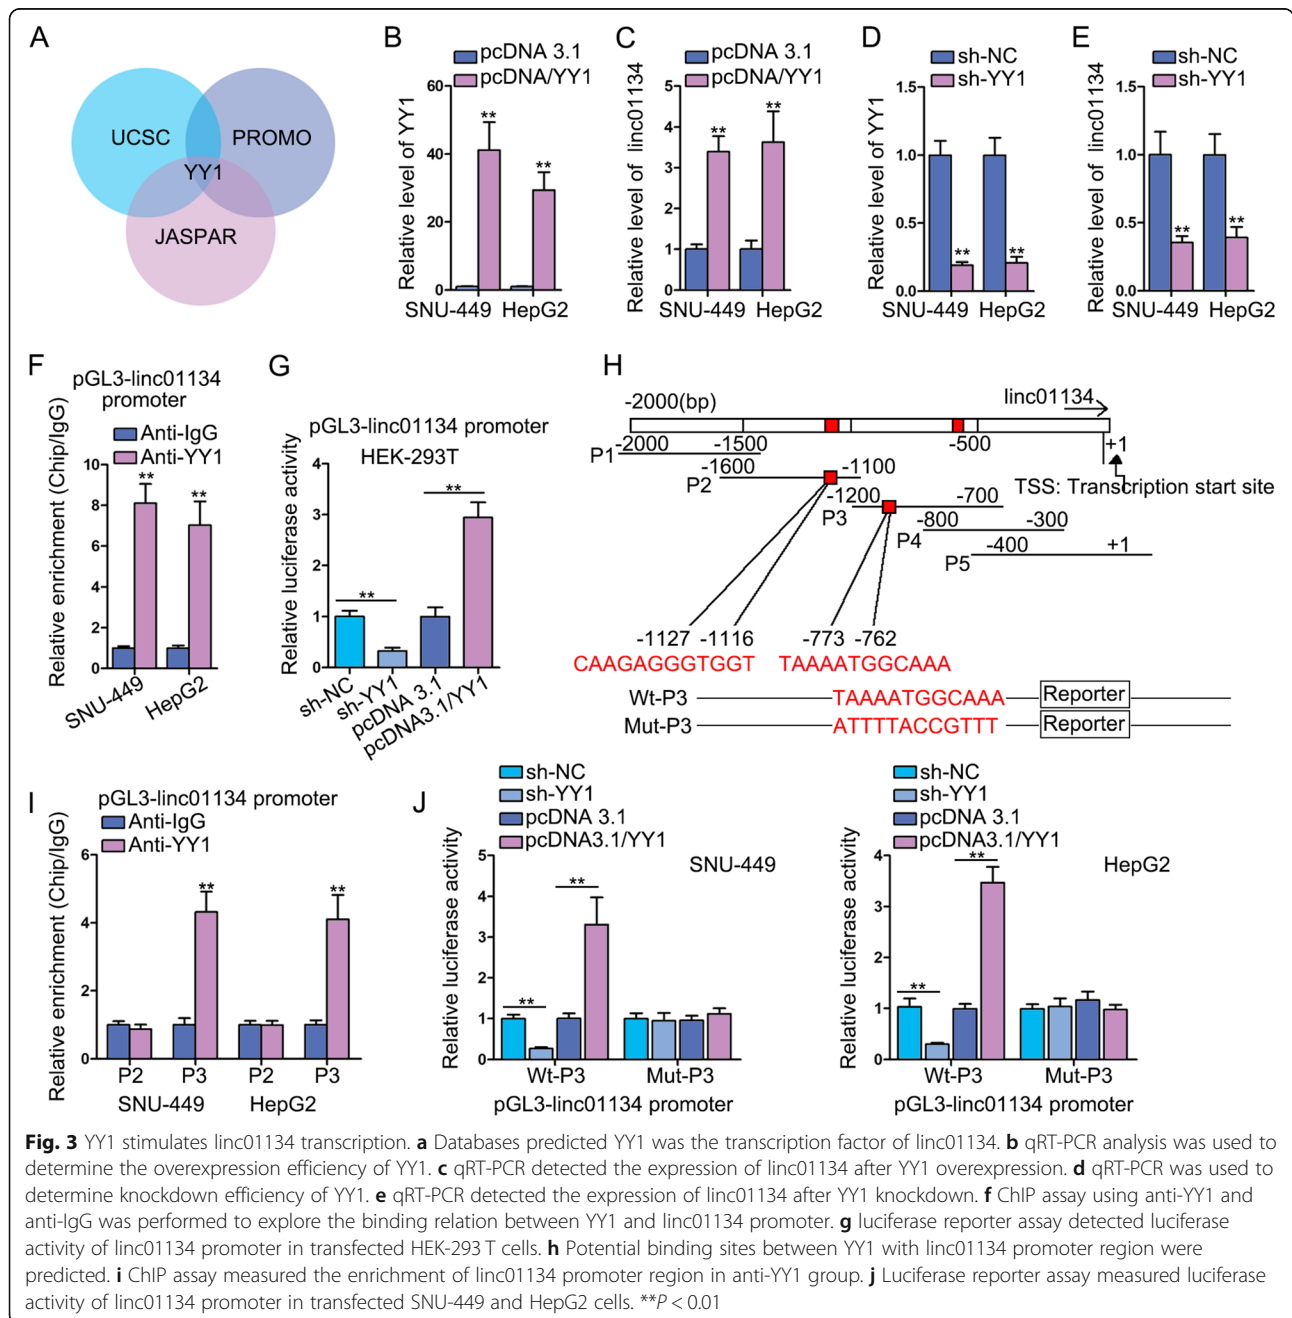 A
UCSC
PROMO
YY1
JASPAR
B
pcDNA 3.1
pcDNA/YY1
Relative level of YY1
60
40
20
0
**
**
SNU-449 HepG2
C
pcDNA 3.1
pcDNA/YY1
Relative level of linc01134
5
4
3
2
1
0
**
**
SNU-449 HepG2
D
sh-NC
sh-YY1
Relative level of YY1
1.5
1.0
0.5
0.0
**
**
SNU-449 HepG2
E
sh-NC
sh-YY1
Relative level of linc01134
1.5
1.0
0.5
0.0
**
**
SNU-449 HepG2
F
pGL3-linc01134
promoter
Anti-IgG
Anti-YY1
Relative enrichment (Chip/IgG)
10
8
6
4
2
0
**
**
SNU-449
HepG2
G
pGL3-linc01134 promoter
HEK-293T
Relative luciferase activity
4
3
2
1
0
**
**
sh-NC
sh-YY1
pcDNA 3.1
pcDNA3.1/YY1
H
linc01134
-2000(bp)
-2000 -1500 -500 +1
P1
-1600 -1100
P2
TSS: Transcription start site
-1200 -700
P3
-800 -300
P4
-400 +1
P5
-1127 -1116 -773 -762
CAAGAGGGTGGT TAAAATGGCAAA
Wt-P3 TAAAATGGCAAA Reporter
Mut-P3 ATTTTACCGTTT Reporter
I
pGL3-linc01134 promoter
Anti-IgG
Anti-YY1
Relative enrichment (Chip/IgG)
6
4
2
0
**
**
P2 P3 P2 P3
SNU-449 HepG2
J
sh-NC
sh-YY1
pcDNA 3.1
pcDNA3.1/YY1
SNU-449
Relative luciferase activity
5
4
3
2
1
0
**
**
Wt-P3 Mut-P3
pGL3-linc01134 promoter
sh-NC
sh-YY1
pcDNA 3.1
pcDNA3.1/YY1
HepG2
Relative luciferase activity
4
3
2
1
0
**
**
Wt-P3 Mut-P3
pGL3-linc01134 promoter
Fig. 3 YY1 stimulates linc01134 transcription. a Databases predicted YY1 was the transcription factor of linc01134. b qRT-PCR analysis was used to
determine the overexpression efficiency of YY1. c qRT-PCR detected the expression of linc01134 after YY1 overexpression. d qRT-PCR was used to
determine knockdown efficiency of YY1. e qRT-PCR detected the expression of linc01134 after YY1 knockdown. f ChIP assay using anti-YY1 and
anti-IgG was performed to explore the binding relation between YY1 and linc01134 promoter. g luciferase reporter assay detected luciferase
activity of linc01134 promoter in transfected HEK-293 T cells. h Potential binding sites between YY1 with linc01134 promoter region were
predicted. i ChIP assay measured the enrichment of linc01134 promoter region in anti-YY1 group. j Luciferase reporter assay measured luciferase
activity of linc01134 promoter in transfected SNU-449 and HepG2 cells. **P < 0.01